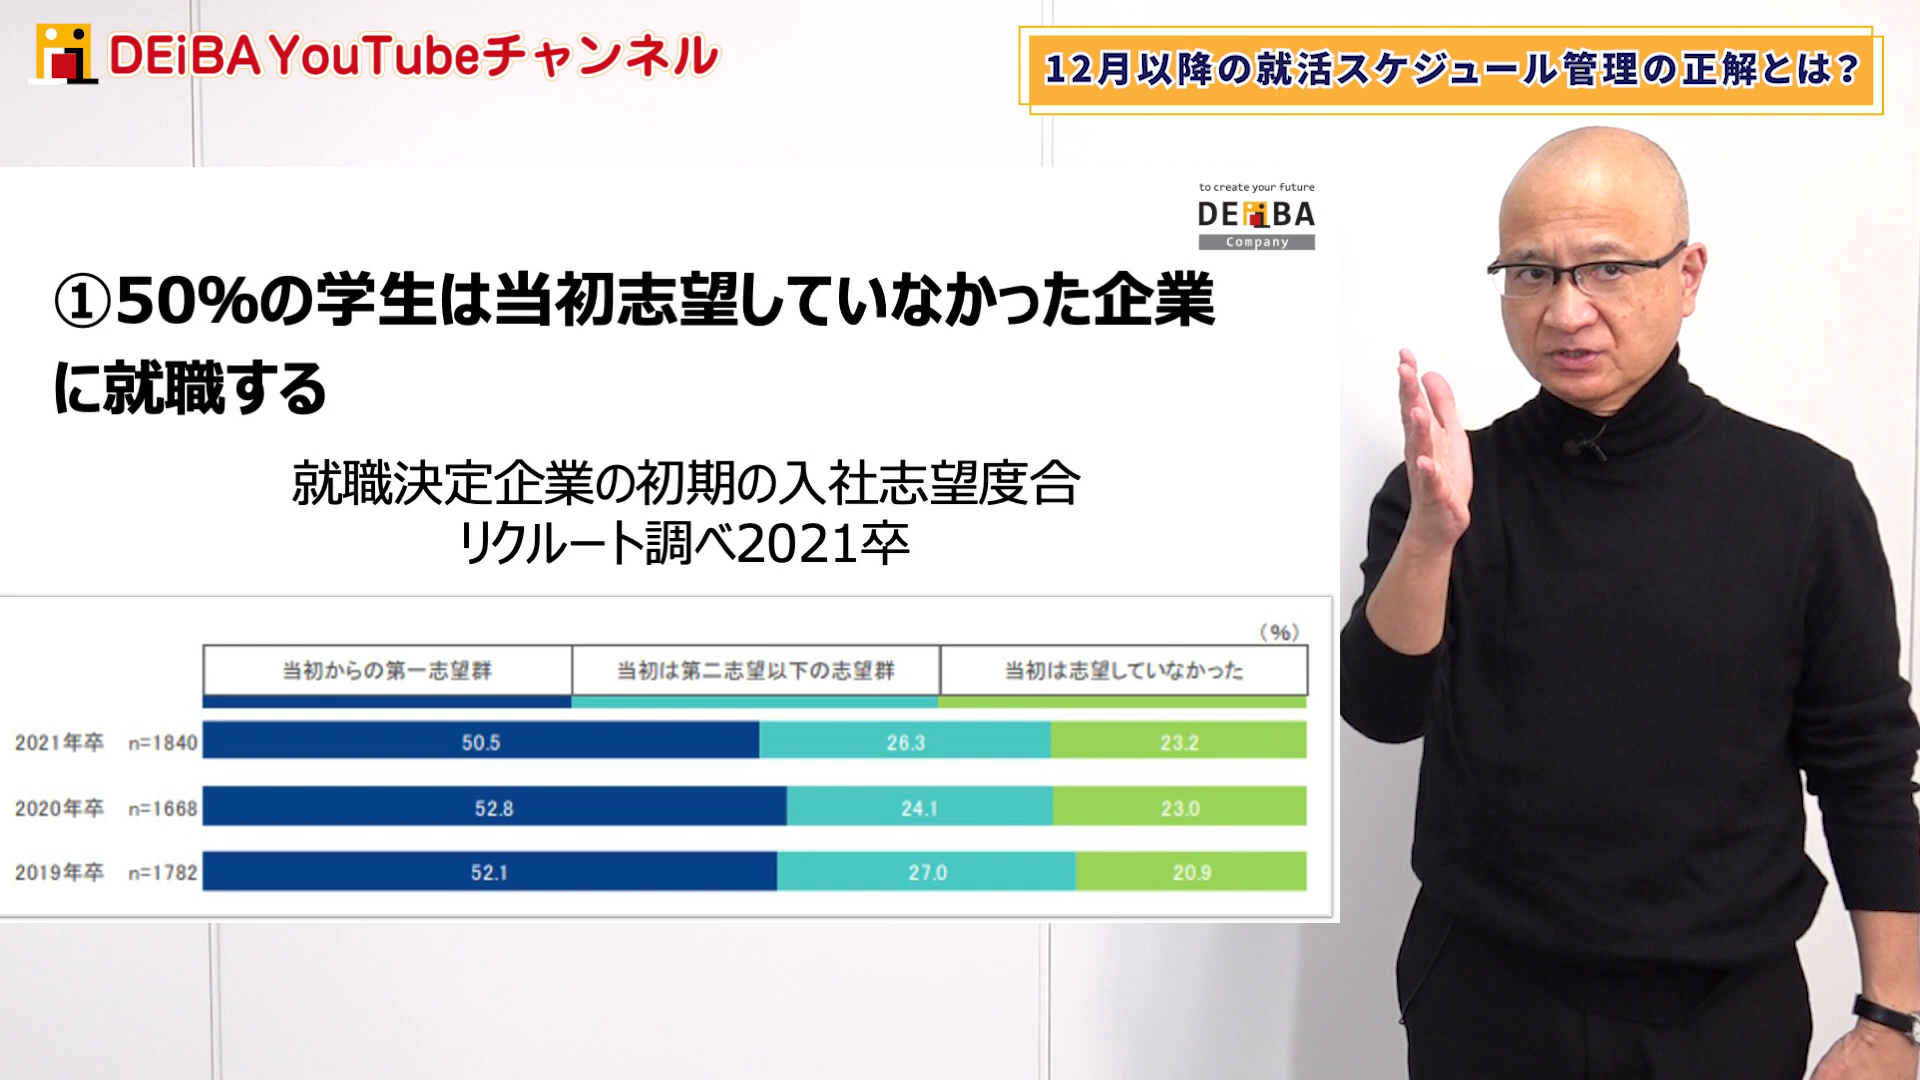 DEiBA YouTubeチャンネル
12月以降の就活スケジュール管理の正解とは？
to create your future
DEiBA
Company
①50%の学生は当初志望していなかった企業
に就職する
就職決定企業の初期の入社志望度合
リクルート調べ2021卒
（%）
当初からの第一志望群 当初は第二志望以下の志望群 当初は志望していなかった
2021年卒 n=1840 50.5 26.3 23.2
2020年卒 n=1668 52.8 24.1 23.0
2019年卒 n=1782 52.1 27.0 20.9